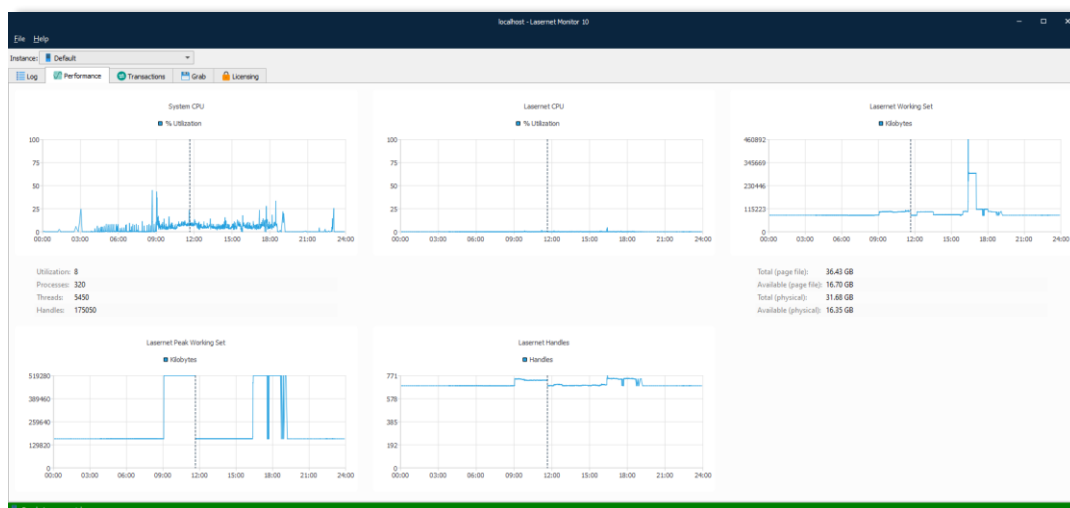 localhost - Lasernet Monitor 10
File Help
Instance: Default
Log Performance Transactions Grab Licensing
System CPU
% Utilization
100
75
50
25
0
00:00 03:00 06:00 09:00 12:00 15:00 18:00 21:00 24:00
Lasernet CPU
% Utilization
100
75
50
25
0
00:00 03:00 06:00 09:00 12:00 15:00 18:00 21:00 24:00
Lasernet Working Set
Kilobytes
460892
345669
230446
115223
0
00:00 03:00 06:00 09:00 12:00 15:00 18:00 21:00 24:00
Utilization: 8
Processes: 320
Threads: 5450
Handles: 175050
Total (page file): 36.43 GB
Available (page file): 16.70 GB
Total (physical): 31.68 GB
Available (physical): 16.35 GB
Lasernet Peak Working Set
Kilobytes
519280
389460
259640
129820
0
00:00 03:00 06:00 09:00 12:00 15:00 18:00 21:00 24:00
Lasernet Handles
Handles
771
578
385
192
0
00:00 03:00 06:00 09:00 12:00 15:00 18:00 21:00 24:00